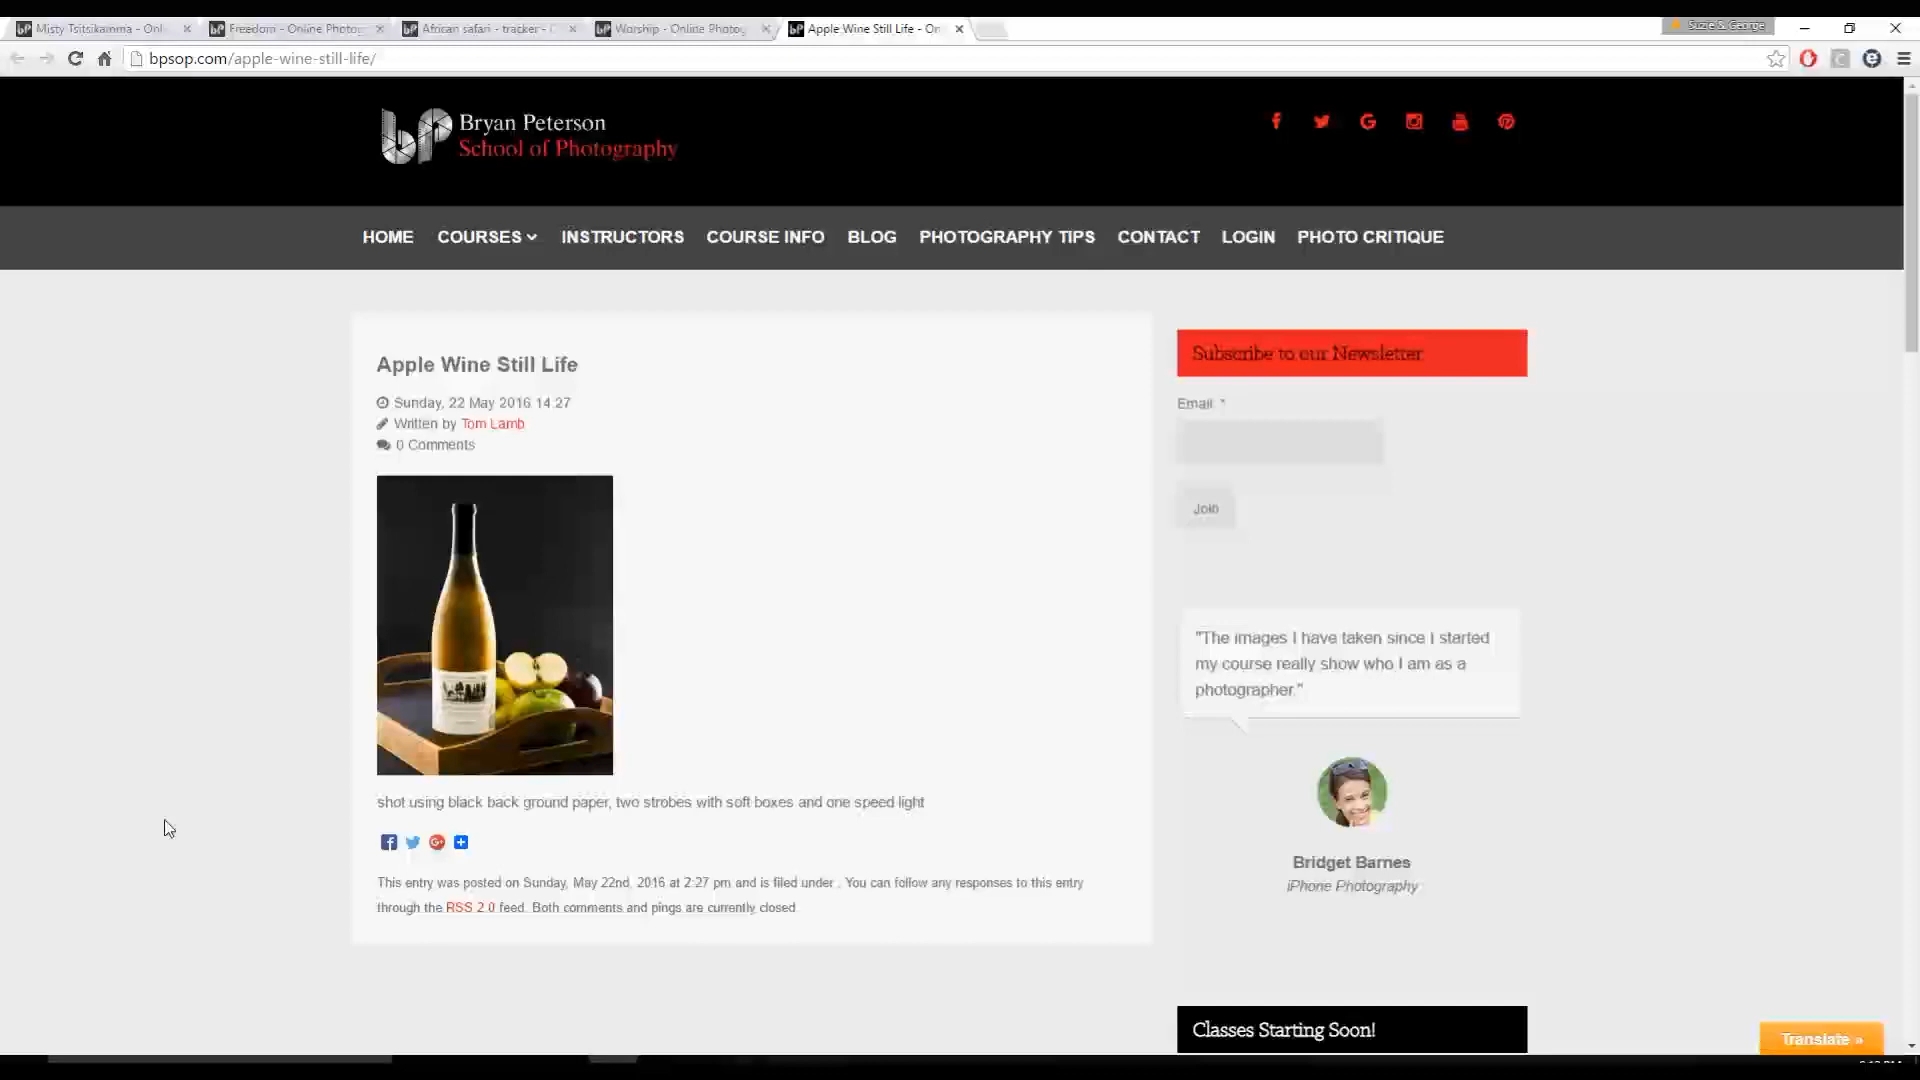 Misty Tsitsikamma - Onl
Freedom - Online Photog
African safari - tracker -
Worship - Online Photog
Apple Wine Still Life - On
Suzie & George
bpsop.com/apple-wine-still-life/
bP
Bryan Peterson
School of Photography
HOME COURSES INSTRUCTORS COURSE INFO BLOG PHOTOGRAPHY TIPS CONTACT LOGIN PHOTO CRITIQUE
Apple Wine Still Life
Sunday, 22 May 2016 14:27
Written by Tom Lamb
0 Comments
shot using black back ground paper, two strobes with soft boxes and one speed light
This entry was posted on Sunday, May 22nd, 2016 at 2:27 pm and is filed under . You can follow any responses to this entry
through the RSS 2.0 feed. Both comments and pings are currently closed.
Subscribe to our Newsletter
Email *
Join
"The images I have taken since I started
my course really show who I am as a
photographer."
Bridget Barnes
iPhone Photography
Classes Starting Soon!
Translate »